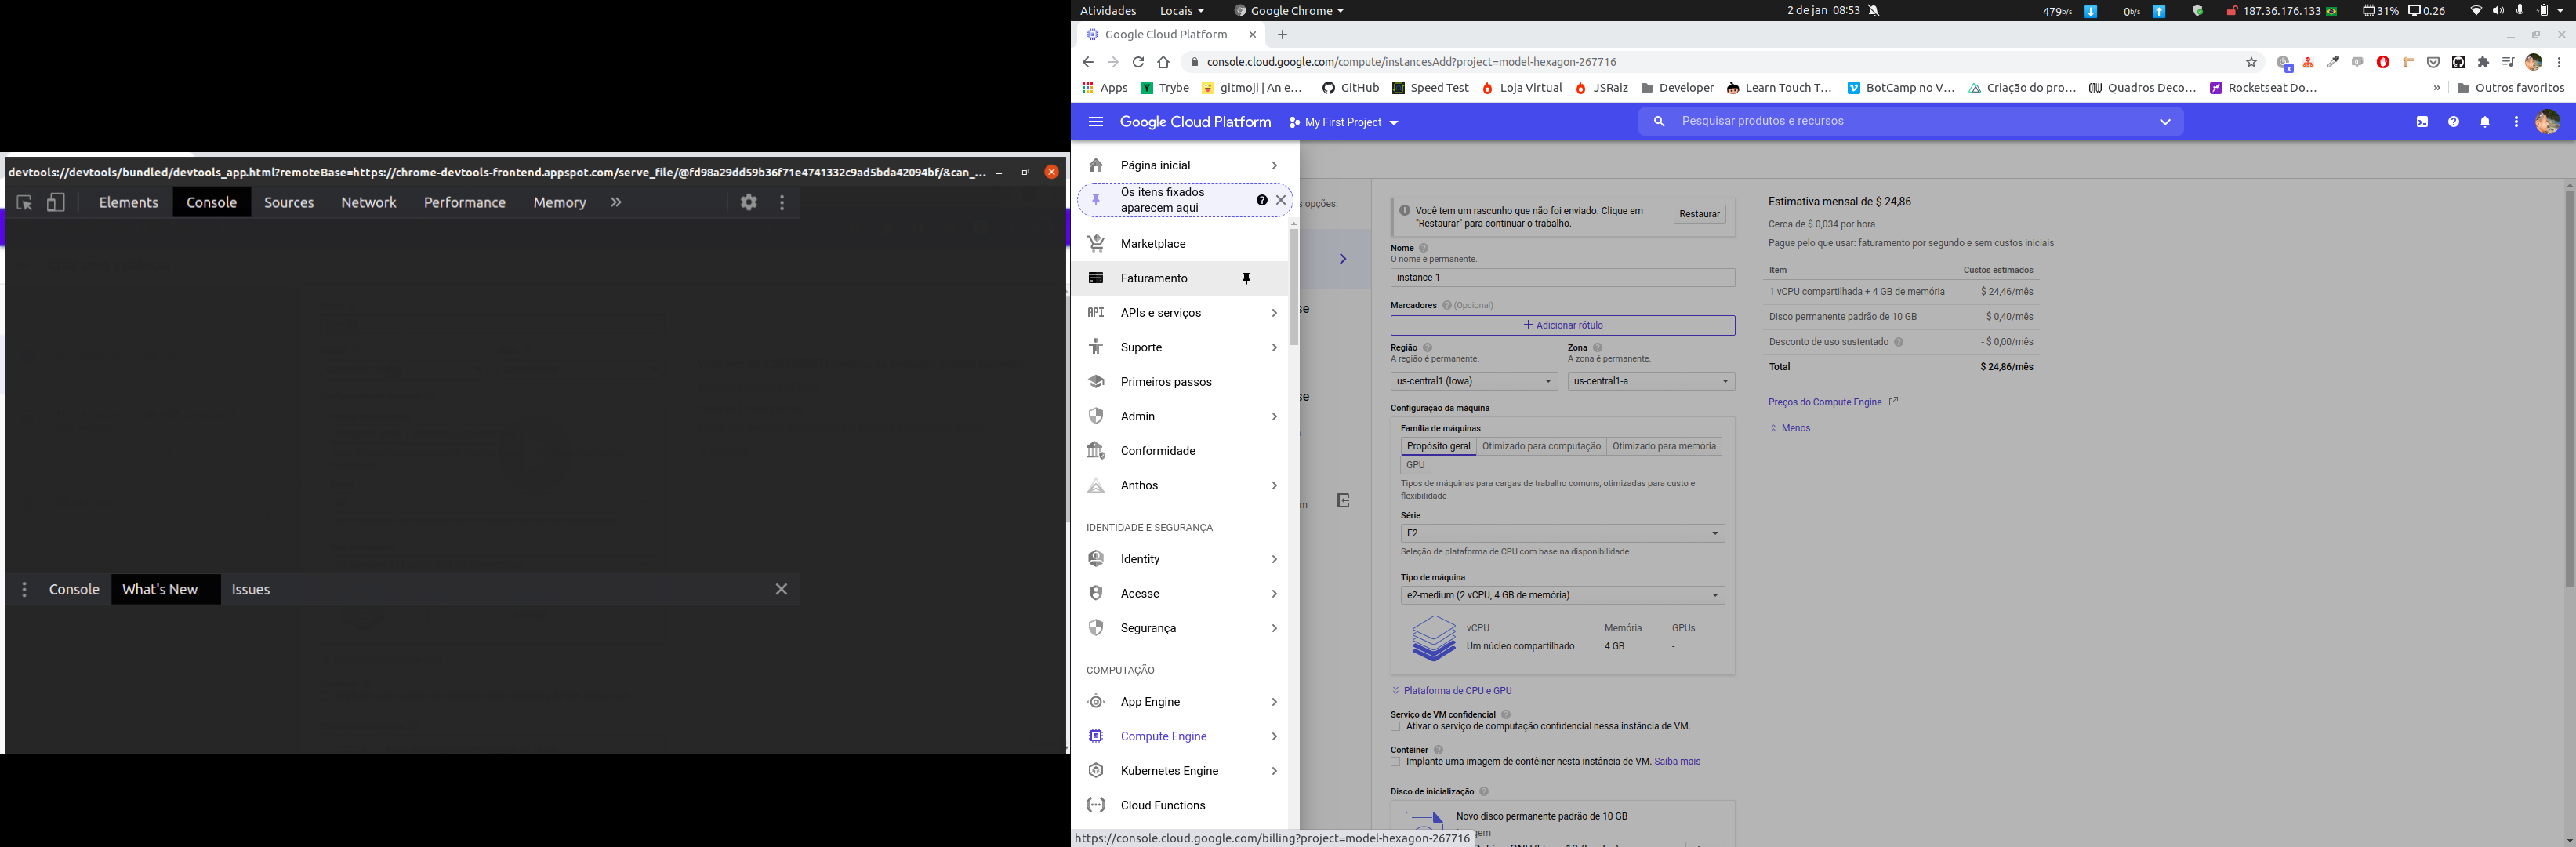 devtools://devtools/bundled/devtools_app.html?remoteBase=https://chrome-devtools-frontend.appspot.com/serve_file/@fd98a29dd59b36f71e4741332c9ad5bda42094bf/&can_...
Elements Console Sources Network Performance Memory
Console What's New Issues
Atividades Locais Google Chrome 2 de jan 08:53 479b/s 0b/s 187.36.176.133 31% 0.26
Google Cloud Platform
console.cloud.google.com/compute/instancesAdd?project=model-hexagon-267716
Apps Trybe gitmoji | An e... GitHub Speed Test Loja Virtual JSRaiz Developer Learn Touch T... BotCamp no V... Criação do pro... Quadros Deco... Rocketseat Do... » Outros favoritos
Google Cloud Platform My First Project Pesquisar produtos e recursos
Página inicial
Os itens fixados
aparecem aqui
Marketplace
Faturamento
API APIs e serviços
Suporte
Primeiros passos
Admin
Conformidade
Anthos
IDENTIDADE E SEGURANÇA
Identity
Acesse
Segurança
COMPUTAÇÃO
App Engine
Compute Engine
Kubernetes Engine
Cloud Functions
https://console.cloud.google.com/billing?project=model-hexagon-267716
s opções:
se
se
m
Você tem um rascunho que não foi enviado. Clique em
"Restaurar" para continuar o trabalho.
Restaurar
Nome
O nome é permanente.
instance-1
Marcadores (Opcional)
+ Adicionar rótulo
Região Zona
A região é permanente. A zona é permanente.
us-central1 (Iowa) us-central1-a
Configuração da máquina
Família de máquinas
Propósito geral Otimizado para computação Otimizado para memória
GPU
Tipos de máquinas para cargas de trabalho comuns, otimizadas para custo e
flexibilidade
Série
E2
Seleção de plataforma de CPU com base na disponibilidade
Tipo de máquina
e2-medium (2 vCPU, 4 GB de memória)
vCPU Memória GPUs
Um núcleo compartilhado 4 GB -
Plataforma de CPU e GPU
Serviço de VM confidencial
Ativar o serviço de computação confidencial nessa instância de VM.
Contêiner
Implante uma imagem de contêiner nesta instância de VM. Saiba mais
Disco de inicialização
Novo disco permanente padrão de 10 GB
Estimativa mensal de $ 24,86
Cerca de $ 0,034 por hora
Pague pelo que usar: faturamento por segundo e sem custos iniciais
Item Custos estimados
1 vCPU compartilhada + 4 GB de memória $ 24,46/mês
Disco permanente padrão de 10 GB $ 0,40/mês
Desconto de uso sustentado - $ 0,00/mês
Total $ 24,86/mês
Preços do Compute Engine
Menos